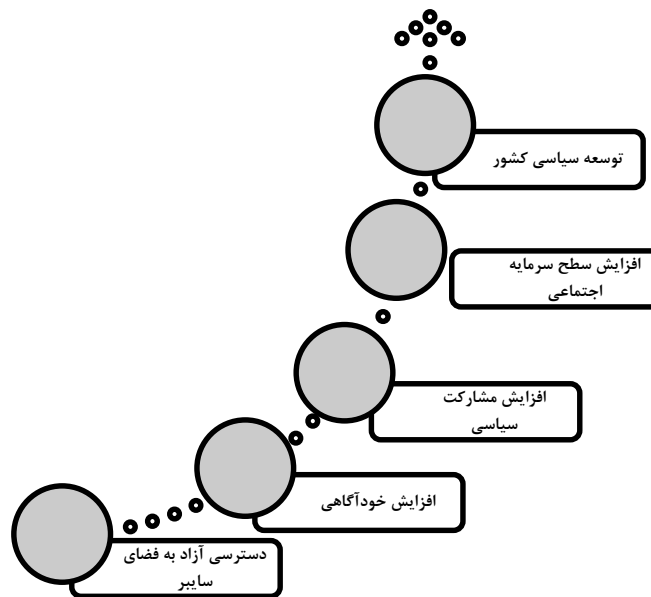 توسعه سیاسی کشور
افزایش سطح سرمایه
اجتماعی
افزایش مشارکت
سیاسی
افزایش خودآگاهی
دسترسی آزاد به فضای
سایبر